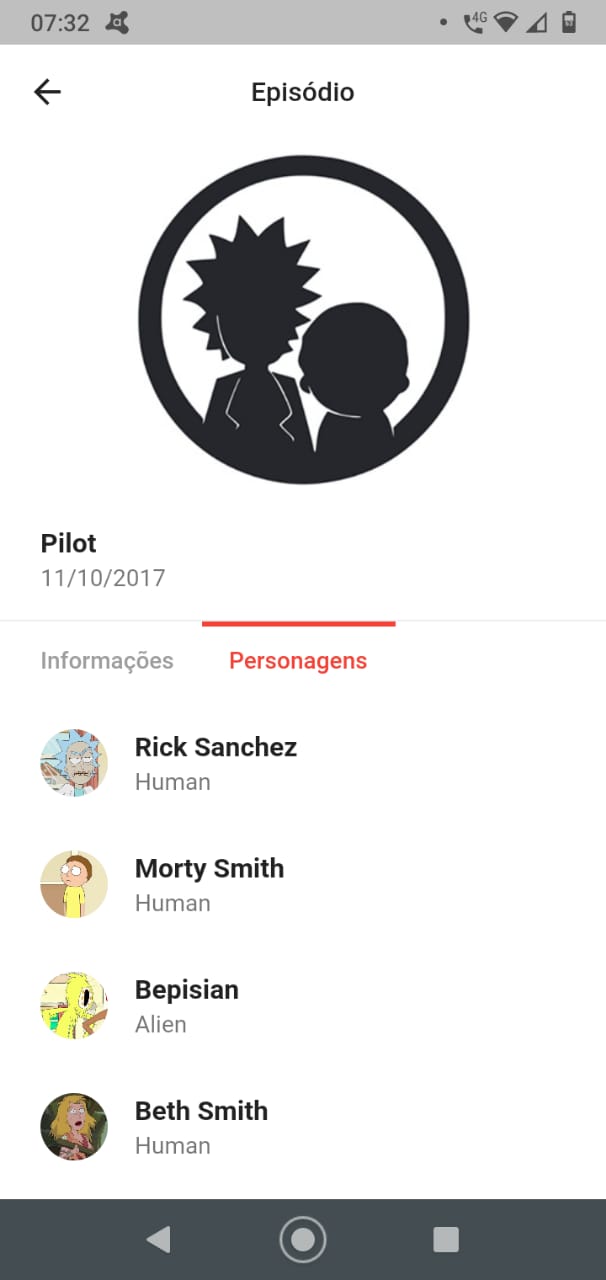 07:32
4G
Episódio
Pilot
11/10/2017
Informações
Personagens
Rick Sanchez
Human
Morty Smith
Human
Bepisian
Alien
Beth Smith
Human